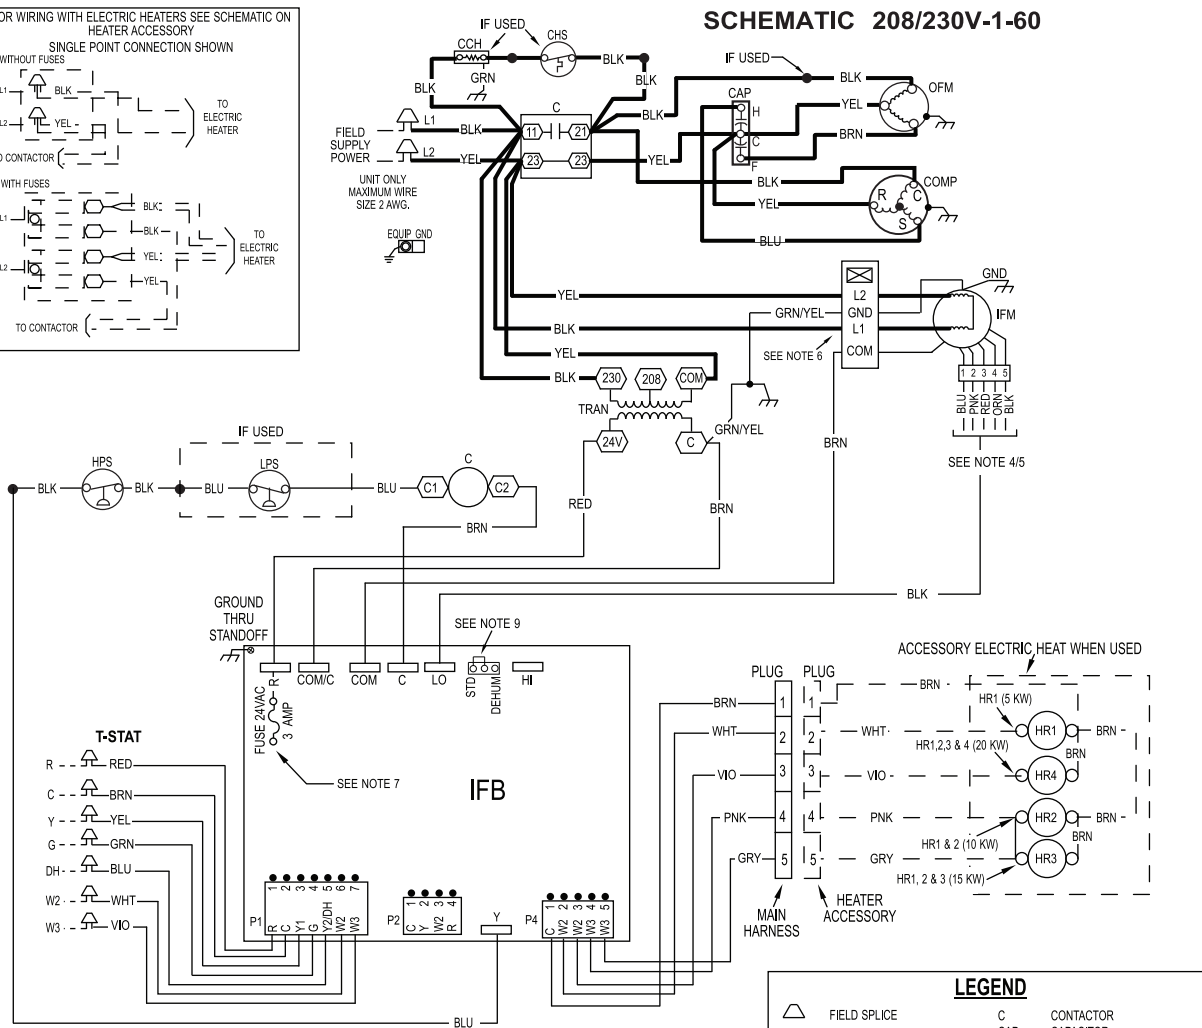 SCHEMATIC 208/230V-1-60
OR WIRING WITH ELECTRIC HEATERS SEE SCHEMATIC ON
HEATER ACCESSORY
SINGLE POINT CONNECTION SHOWN
WITHOUT FUSES
L1
BLK
L2
YEL
TO
ELECTRIC
HEATER
O CONTACTOR
WITH FUSES
L1
BLK
BLK
L2
YEL
YEL
TO
ELECTRIC
HEATER
TO CONTACTOR
IF USED
CCH
CHS
GRN
BLK
BLK
BLK
FIELD
SUPPLY
POWER
L1
BLK
L2
YEL
C
11
21
23
23
UNIT ONLY
MAXIMUM WIRE
SIZE 2 AWG.
EQUIP GND
IF USED
BLK
BLK
OFM
CAP
H
C
F
YEL
BRN
YEL
BLK
COMP
YEL
R
C
S
BLU
YEL
BLK
YEL
BLK
230
208
COM
TRAN
24V
C
GRN/YEL
GRN/YEL
L2
GND
L1
COM
SEE NOTE 6
GND
IFM
1 2 3 4 5
BLU
PNK
RED
ORN
BLK
SEE NOTE 4/5
BRN
RED
BRN
BLK
IF USED
BLK
HPS
BLK
BLU
LPS
BLU
C1
C
C2
BRN
GROUND
THRU
STANDOFF
SEE NOTE 9
R
COM/C
COM
C
LO
STD
DEHUM
HI
FUSE 24VAC
3 AMP
SEE NOTE 7
IFB
T-STAT
R
RED
C
BRN
Y
YEL
G
GRN
DH
BLU
W2
WHT
W3
VIO
P1
1 2 3 4 5 6 7
R
C
Y1
G
Y2/DH
W2
W3
P2
1 2 3 4
C
Y
W2
R
Y
P4
1 2 3 4 5
C
W2
W2
W3
W3
BLU
PLUG
PLUG
BRN
1
1
BRN
WHT
2
2
WHT
VIO
3
3
VIO
PNK
4
4
PNK
GRY
5
5
GRY
MAIN
HARNESS
HEATER
ACCESSORY
ACCESSORY ELECTRIC HEAT WHEN USED
HR1 (5 KW)
HR1
BRN
HR1,2,3 & 4 (20 KW)
BRN
HR4
HR2
BRN
HR1 & 2 (10 KW)
BRN
HR3
HR1, 2 & 3 (15 KW)
LEGEND
FIELD SPLICE
C CONTACTOR